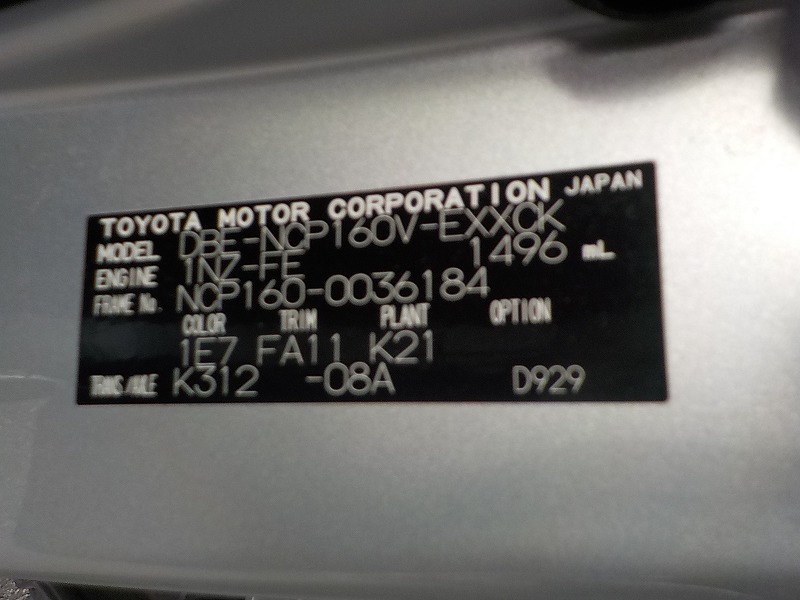 TOYOTA MOTOR CORPORATION JAPAN
MODEL DBE-NCP160V-EXXCK
ENGINE 1NZ-FE 1496 mL
FRAME No. NCP160-0036184
COLOR TRIM PLANT OPTION
1E7 FA11 K21
TRANS/AXLE K312 -08A D929